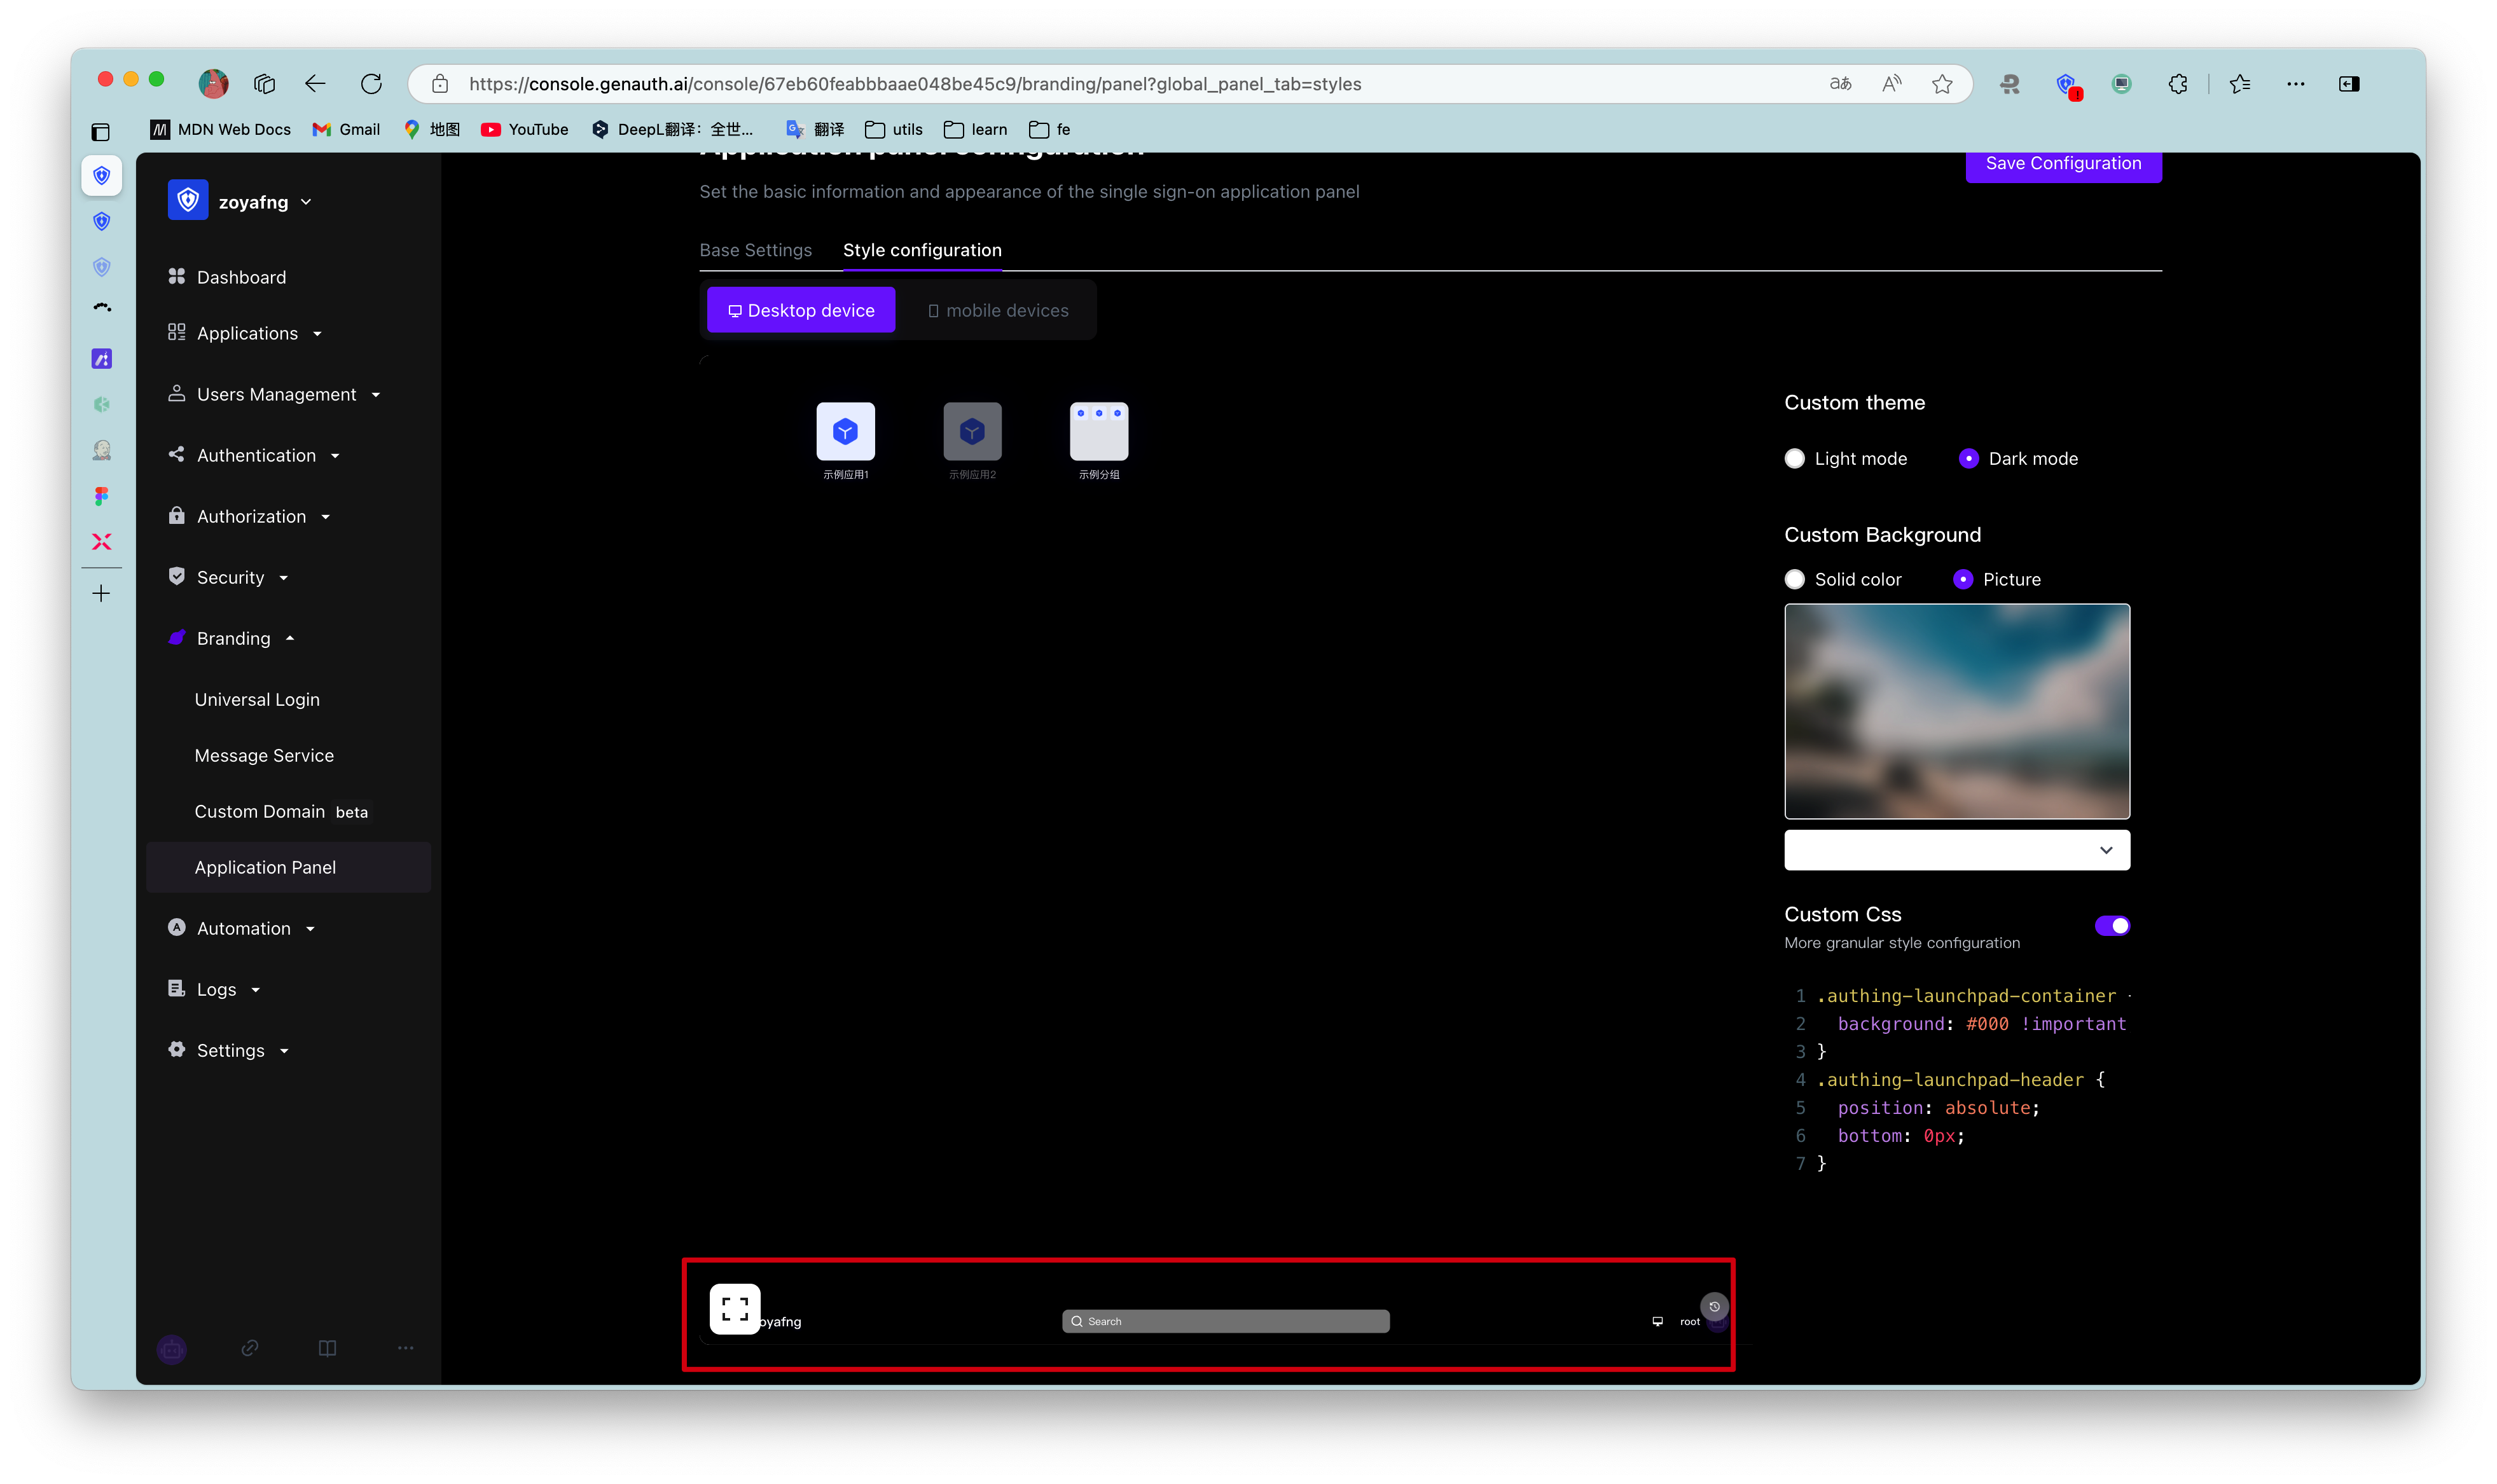 https://console.genauth.ai/console/67eb60feabbbaae048be45c9/branding/panel?global_panel_tab=styles
aあ
MDN Web Docs
Gmail
地图
YouTube
DeepL翻译：全世...
翻译
utils
learn
fe
zoyafng
Dashboard
Applications
Users Management
Authentication
Authorization
Security
Branding
Universal Login
Message Service
Custom Domain beta
Application Panel
Automation
Logs
Settings
Application panel configuration
Save Configuration
Set the basic information and appearance of the single sign-on application panel
Base Settings
Style configuration
Desktop device
mobile devices
示例应用1
示例应用2
示例分组
oyafng
Search
root
Custom theme
Light mode
Dark mode
Custom Background
Solid color
Picture
Custom Css
More granular style configuration
1 .authing-launchpad-container
2 background: #000 !important
3 }
4 .authing-launchpad-header {
5 position: absolute;
6 bottom: 0px;
7 }